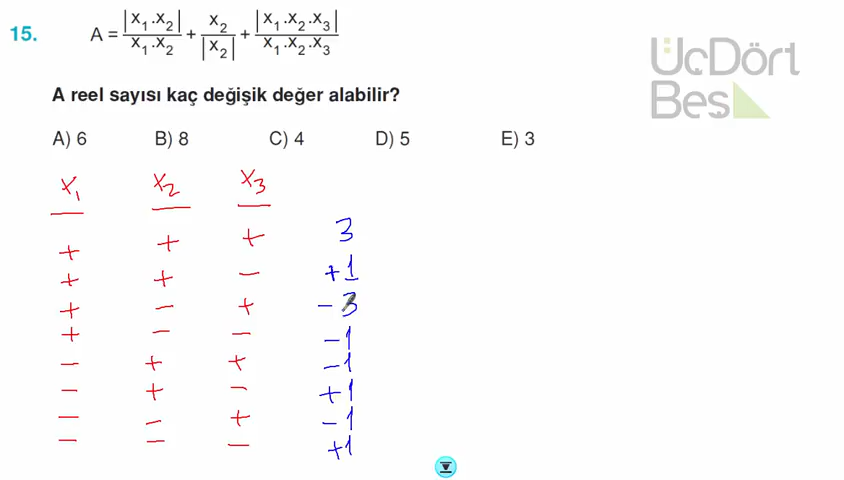 15. A = |x₁.x₂| / x₁.x₂ + x₂ / |x₂| + |x₁.x₂.x₃| / x₁.x₂.x₃
ÜçDört
Beş
A reel sayısı kaç değişik değer alabilir?
A) 6 B) 8 C) 4 D) 5 E) 3
x₁ x₂ x₃
+ + + 3
+ + − +1
+ − + −3
+ − − −1
− + + −1
− + − +1
− − + −1
− − − +1